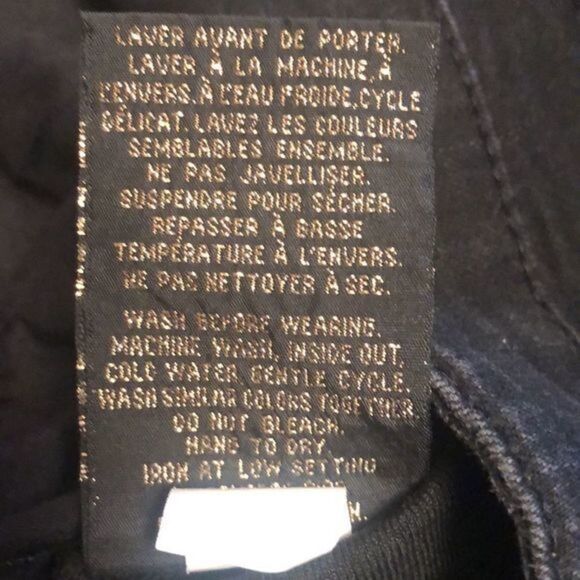 LAVER AVANT DE PORTER.
LAVER À LA MACHINE, À
L'ENVERS. À L'EAU FROIDE. CYCLE
DÉLICAT. LAVEZ LES COULEURS
SEMBLABLES ENSEMBLE.
NE PAS JAVELLISER.
SUSPENDRE POUR SÉCHER.
REPASSER À BASSE
TEMPÉRATURE À L'ENVERS.
NE PAS NETTOYER À SEC.
WASH BEFORE WEARING.
MACHINE WASH, INSIDE OUT,
COLD WATER, GENTLE CYCLE.
WASH SIMILAR COLORS TOGETHER.
DO NOT BLEACH.
HANG TO DRY
IRON AT LOW SETTING